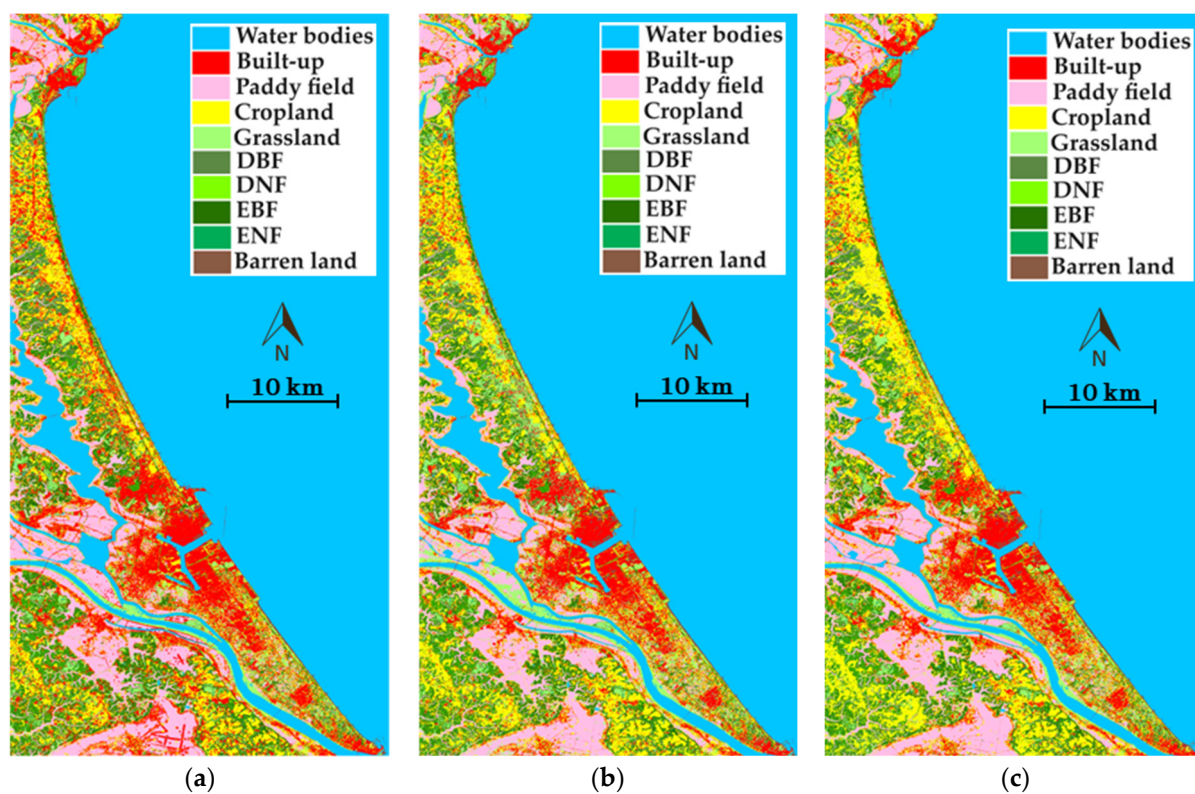 Water bodies
Built-up
Paddy field
Cropland
Grassland
DBF
DNF
EBF
ENF
Barren land
N
10 km
(a)
Water bodies
Built-up
Paddy field
Cropland
Grassland
DBF
DNF
EBF
ENF
Barren land
N
10 km
(b)
Water bodies
Built-up
Paddy field
Cropland
Grassland
DBF
DNF
EBF
ENF
Barren land
N
10 km
(c)